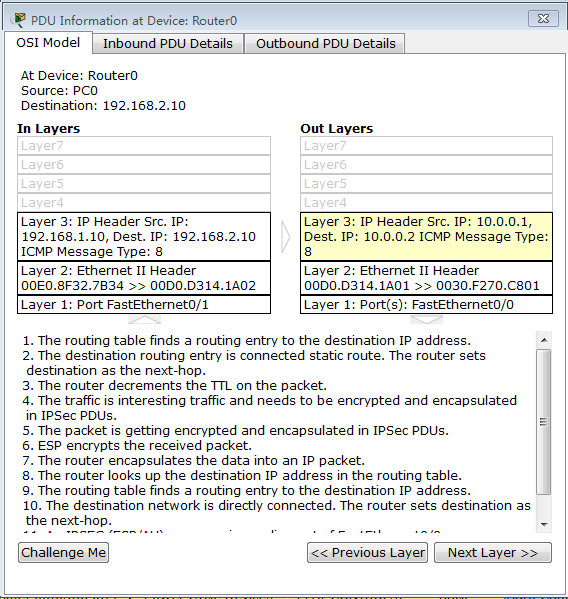 PDU Information at Device: Router0
OSI Model Inbound PDU Details Outbound PDU Details
At Device: Router0
Source: PC0
Destination: 192.168.2.10
In Layers
Layer7
Layer6
Layer5
Layer4
Layer 3: IP Header Src. IP:
192.168.1.10, Dest. IP: 192.168.2.10
ICMP Message Type: 8
Layer 2: Ethernet II Header
00E0.8F32.7B34 >> 00D0.D314.1A02
Layer 1: Port FastEthernet0/1
Out Layers
Layer7
Layer6
Layer5
Layer4
Layer 3: IP Header Src. IP: 10.0.0.1,
Dest. IP: 10.0.0.2 ICMP Message Type:
8
Layer 2: Ethernet II Header
00D0.D314.1A01 >> 0030.F270.C801
Layer 1: Port(s): FastEthernet0/0
1. The routing table finds a routing entry to the destination IP address.
2. The destination routing entry is connected static route. The router sets
destination as the next-hop.
3. The router decrements the TTL on the packet.
4. The traffic is interesting traffic and needs to be encrypted and encapsulated
in IPSec PDUs.
5. The packet is getting encrypted and encapsulated in IPSec PDUs.
6. ESP encrypts the received packet.
7. The router encapsulates the data into an IP packet.
8. The router looks up the destination IP address in the routing table.
9. The routing table finds a routing entry to the destination IP address.
10. The destination network is directly connected. The router sets destination as
the next-hop.
Challenge Me << Previous Layer Next Layer >>